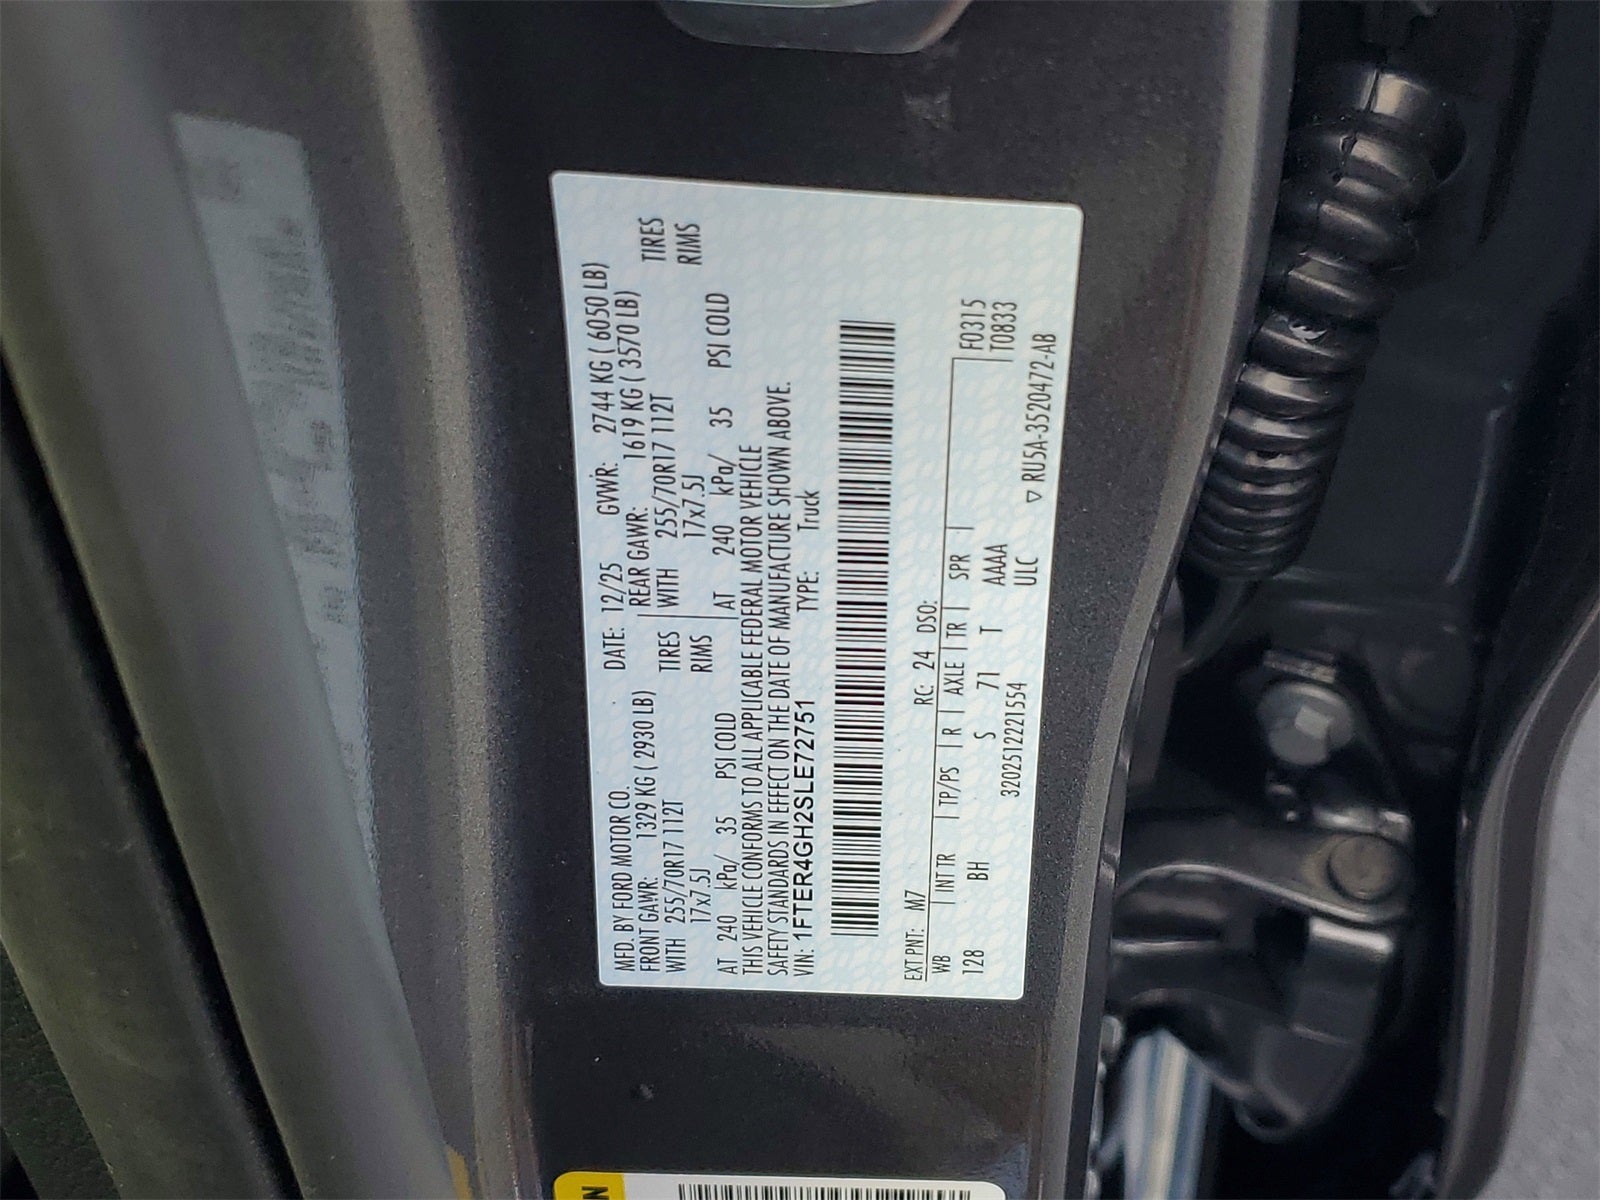 MFD. BY FORD MOTOR CO.
DATE: 12/25 GVWR: 2744 KG ( 6050 LB)
FRONT GAWR: 1329 KG ( 2930 LB) REAR GAWR: 1619 KG ( 3570 LB)
WITH 255/70R17 112T TIRES WITH 255/70R17 112T TIRES
17x7.5J RIMS 17x7.5J RIMS
AT 240 kPa/ 35 PSI COLD AT 240 kPa/ 35 PSI COLD
THIS VEHICLE CONFORMS TO ALL APPLICABLE FEDERAL MOTOR VEHICLE
SAFETY STANDARDS IN EFFECT ON THE DATE OF MANUFACTURE SHOWN ABOVE.
VIN: 1FTER4GH2SLE72751 TYPE: Truck
EXT PNT: M7 RC: 24 DSO:
WB INT TR TP/PS R AXLE TR SPR F0315
128 BH S 71 T AAAA T0833
3202512221554 ULC ▽ RU5A-3520472-AB